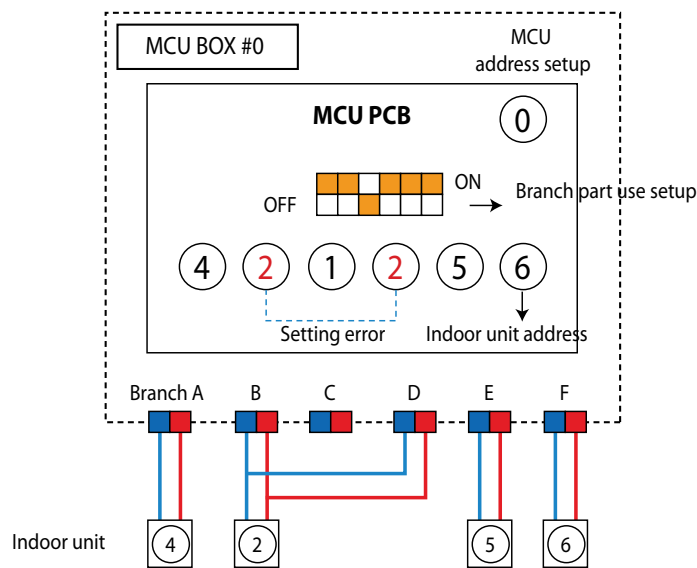 MCU BOX #0
MCU
address setup
MCU PCB
0
ON
OFF
Branch part use setup
4 2 1 2 5 6
Setting error
Indoor unit address
Branch A B C D E F
Indoor unit
4 2 5 6